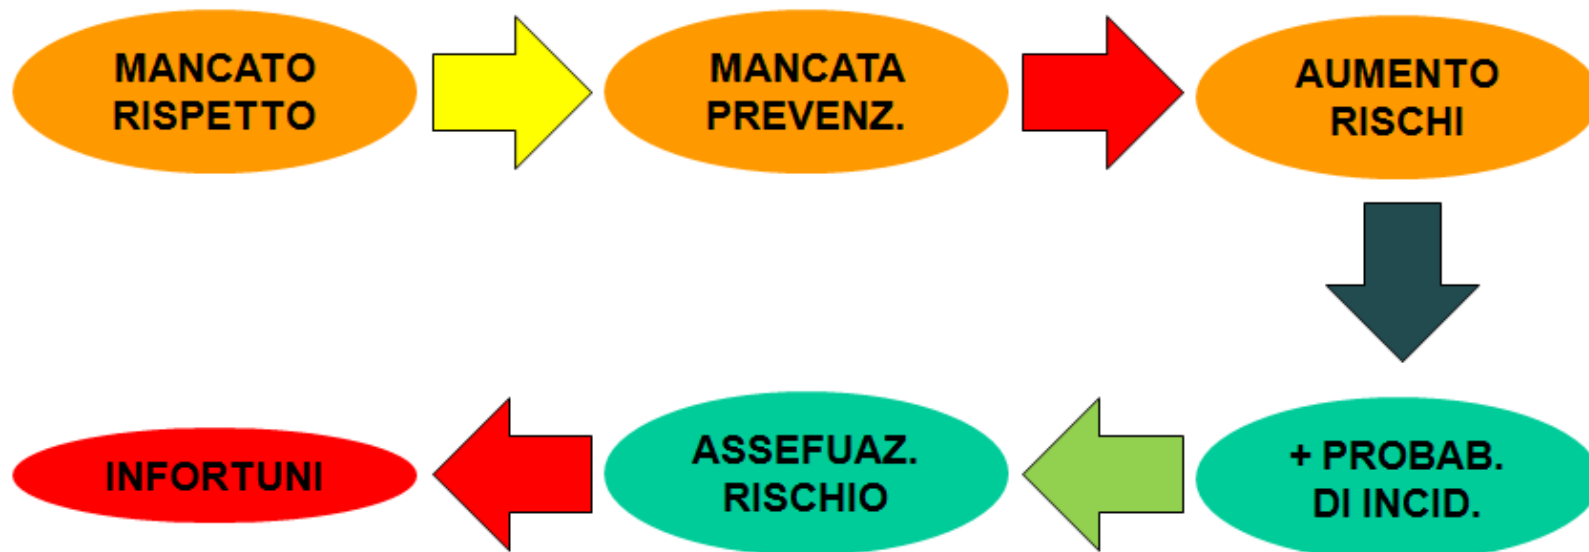 MANCATO
RISPETTO
MANCATA
PREVENZ.
AUMENTO
RISCHI
+ PROBAB.
DI INCID.
ASSEFUAZ.
RISCHIO
INFORTUNI